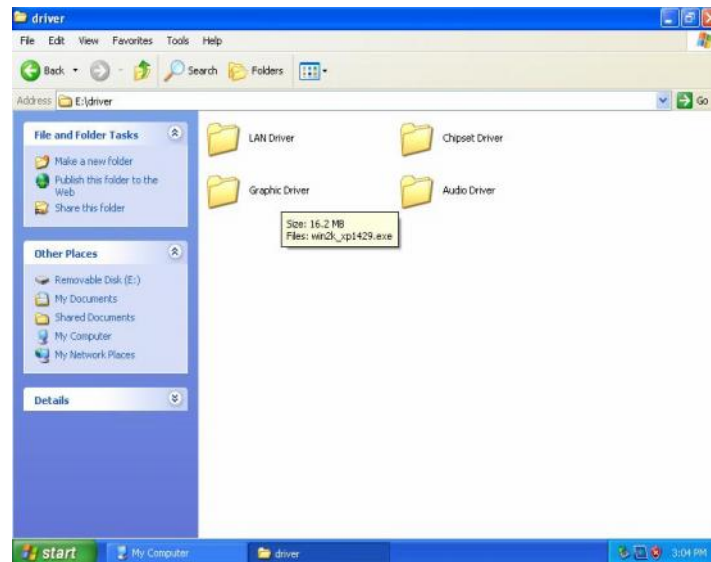 driver
File Edit View Favorites Tools Help
Back Search Folders
Address E:\driver Go
File and Folder Tasks
Make a new folder
Publish this folder to the
Web
Share this folder
Other Places
Removable Disk (E:)
My Documents
Shared Documents
My Computer
My Network Places
Details
LAN Driver
Chipset Driver
Graphic Driver
Audio Driver
Size: 16.2 MB
Files: win2k_xp1429.exe
start My Computer driver 3:04 PM